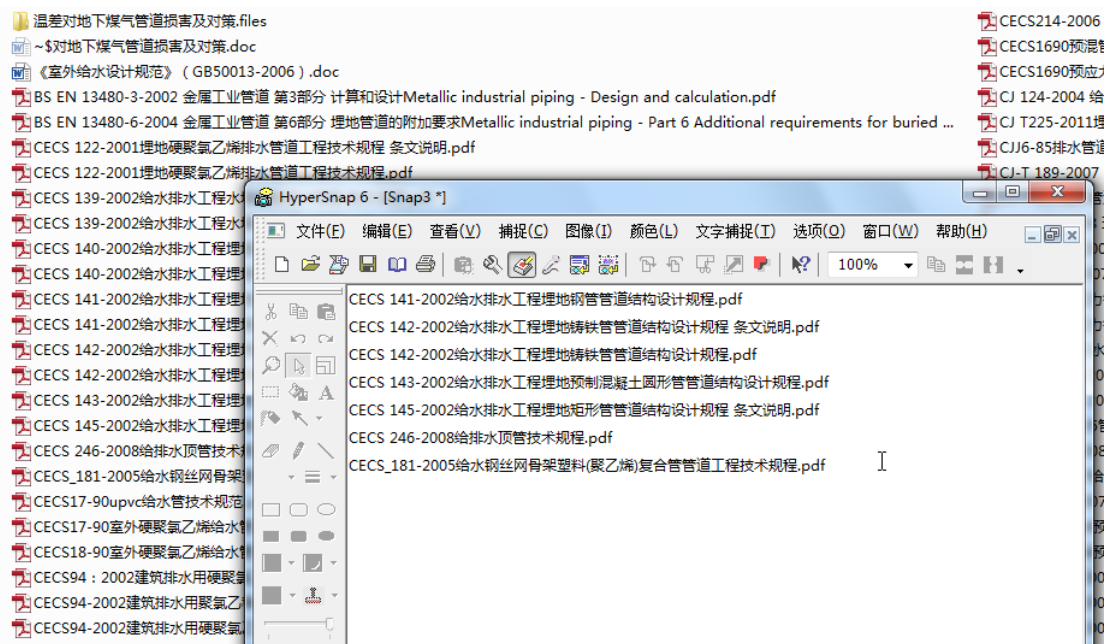 温差对地下煤气管道损害及对策.files
~$对地下煤气管道损害及对策.doc
《室外给水设计规范》（GB50013-2006）.doc
BS EN 13480-3-2002 金属工业管道 第3部分 计算和设计Metallic industrial piping - Design and calculation.pdf
BS EN 13480-6-2004 金属工业管道 第6部分 埋地管道的附加要求Metallic industrial piping - Part 6 Additional requirements for buried ...
CECS 122-2001埋地硬聚氯乙烯排水管道工程技术规程 条文说明.pdf
CECS 122-2001埋地硬聚氯乙烯排水管道工程技术规程.pdf
CECS 139-2002给水排水工程水
CECS 139-2002给水排水工程水
CECS 140-2002给水排水工程埋
CECS 140-2002给水排水工程埋
CECS 141-2002给水排水工程埋
CECS 141-2002给水排水工程埋
CECS 142-2002给水排水工程埋
CECS 142-2002给水排水工程埋
CECS 143-2002给水排水工程埋
CECS 145-2002给水排水工程埋
CECS 246-2008给排水顶管技术
CECS_181-2005给水钢丝网骨架
CECS17-90upvc给水管技术规范
CECS17-90室外硬聚氯乙烯给水管
CECS18-90室外硬聚氯乙烯给水
CECS94：2002建筑排水用硬聚氯
CECS94-2002建筑排水用聚氯乙
CECS94-2002建筑排水用硬聚氯
CECS214-2006
CECS1690预混
CECS1690预应
CJ 124-2004 给
CJ T225-2011埋
CJJ6-85排水管道
CJ-T 189-2007
HyperSnap 6 - [Snap3 *]
文件(F) 编辑(E) 查看(V) 捕捉(C) 图像(I) 颜色(L) 文字捕捉(T) 选项(O) 窗口(W) 帮助(H)
100%
CECS 141-2002给水排水工程埋地钢管管道结构设计规程.pdf
CECS 142-2002给水排水工程埋地铸铁管管道结构设计规程 条文说明.pdf
CECS 142-2002给水排水工程埋地铸铁管管道结构设计规程.pdf
CECS 143-2002给水排水工程埋地预制混凝土圆形管管道结构设计规程.pdf
CECS 145-2002给水排水工程埋地矩形管管道结构设计规程 条文说明.pdf
CECS 246-2008给排水顶管技术规程.pdf
CECS_181-2005给水钢丝网骨架塑料(聚乙烯)复合管管道工程技术规程.pdf